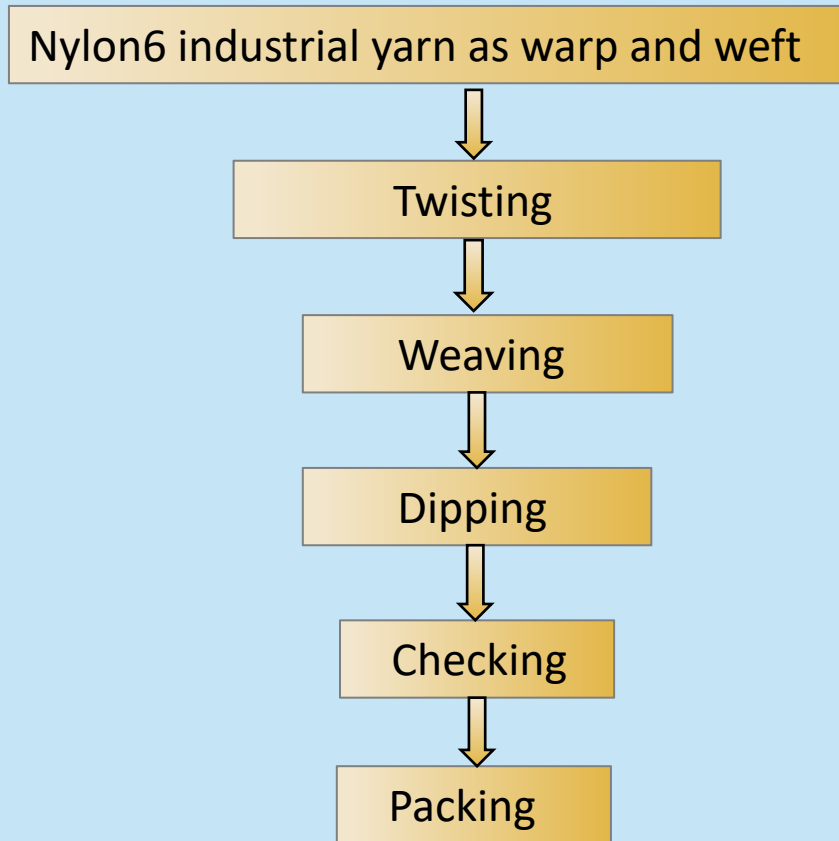 Nylon6 industrial yarn as warp and weft
Twisting
Weaving
Dipping
Checking
Packing